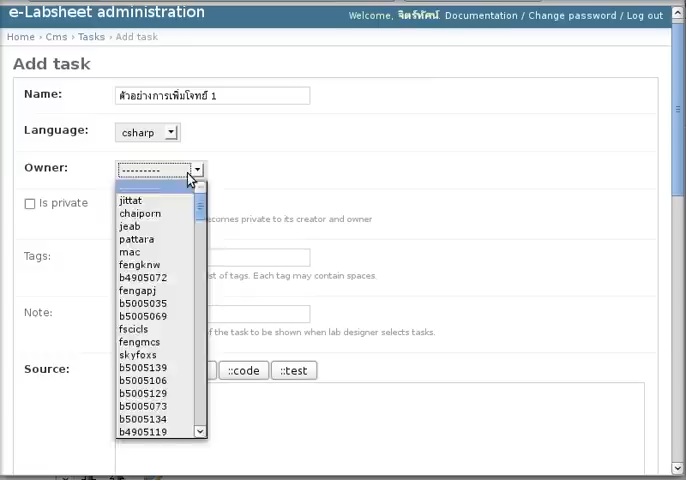 e-Labsheet administration
Welcome, จิตร์ทัศน์. Documentation / Change password / Log out
Home › Cms › Tasks › Add task
Add task
Name:
ตัวอย่างการเพิ่มโจทย์ 1
Language:
csharp
Owner:
---------
---------
jittat
chaiporn
jeab
pattara
mac
fengknw
b4905072
fengapj
b5005035
b5005069
fscicls
fengmcs
skyfoxs
b5005139
b5005106
b5005129
b5005073
b5005134
b4905119
Is private
ecomes private to its creator and owner
Tags:
ist of tags. Each tag may contain spaces.
Note:
of the task to be shown when lab designer selects tasks.
Source:
::code
::test